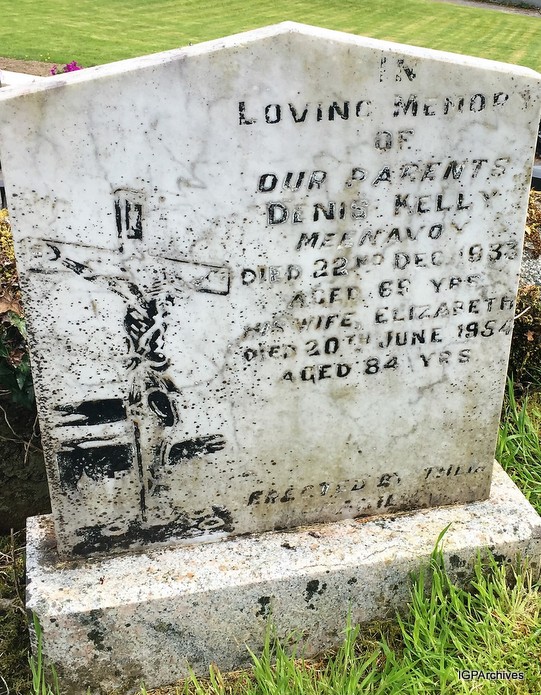 IN
LOVING MEMORY
OF
OUR PARENTS
DENIS KELLY
MEENAVOY
DIED 22ND DEC. 1933
AGED 69 YRS
HIS WIFE, ELIZABETH
DIED 20TH JUNE 1954
AGED 84 YRS
ERECTED BY THEIR
IGPArchives